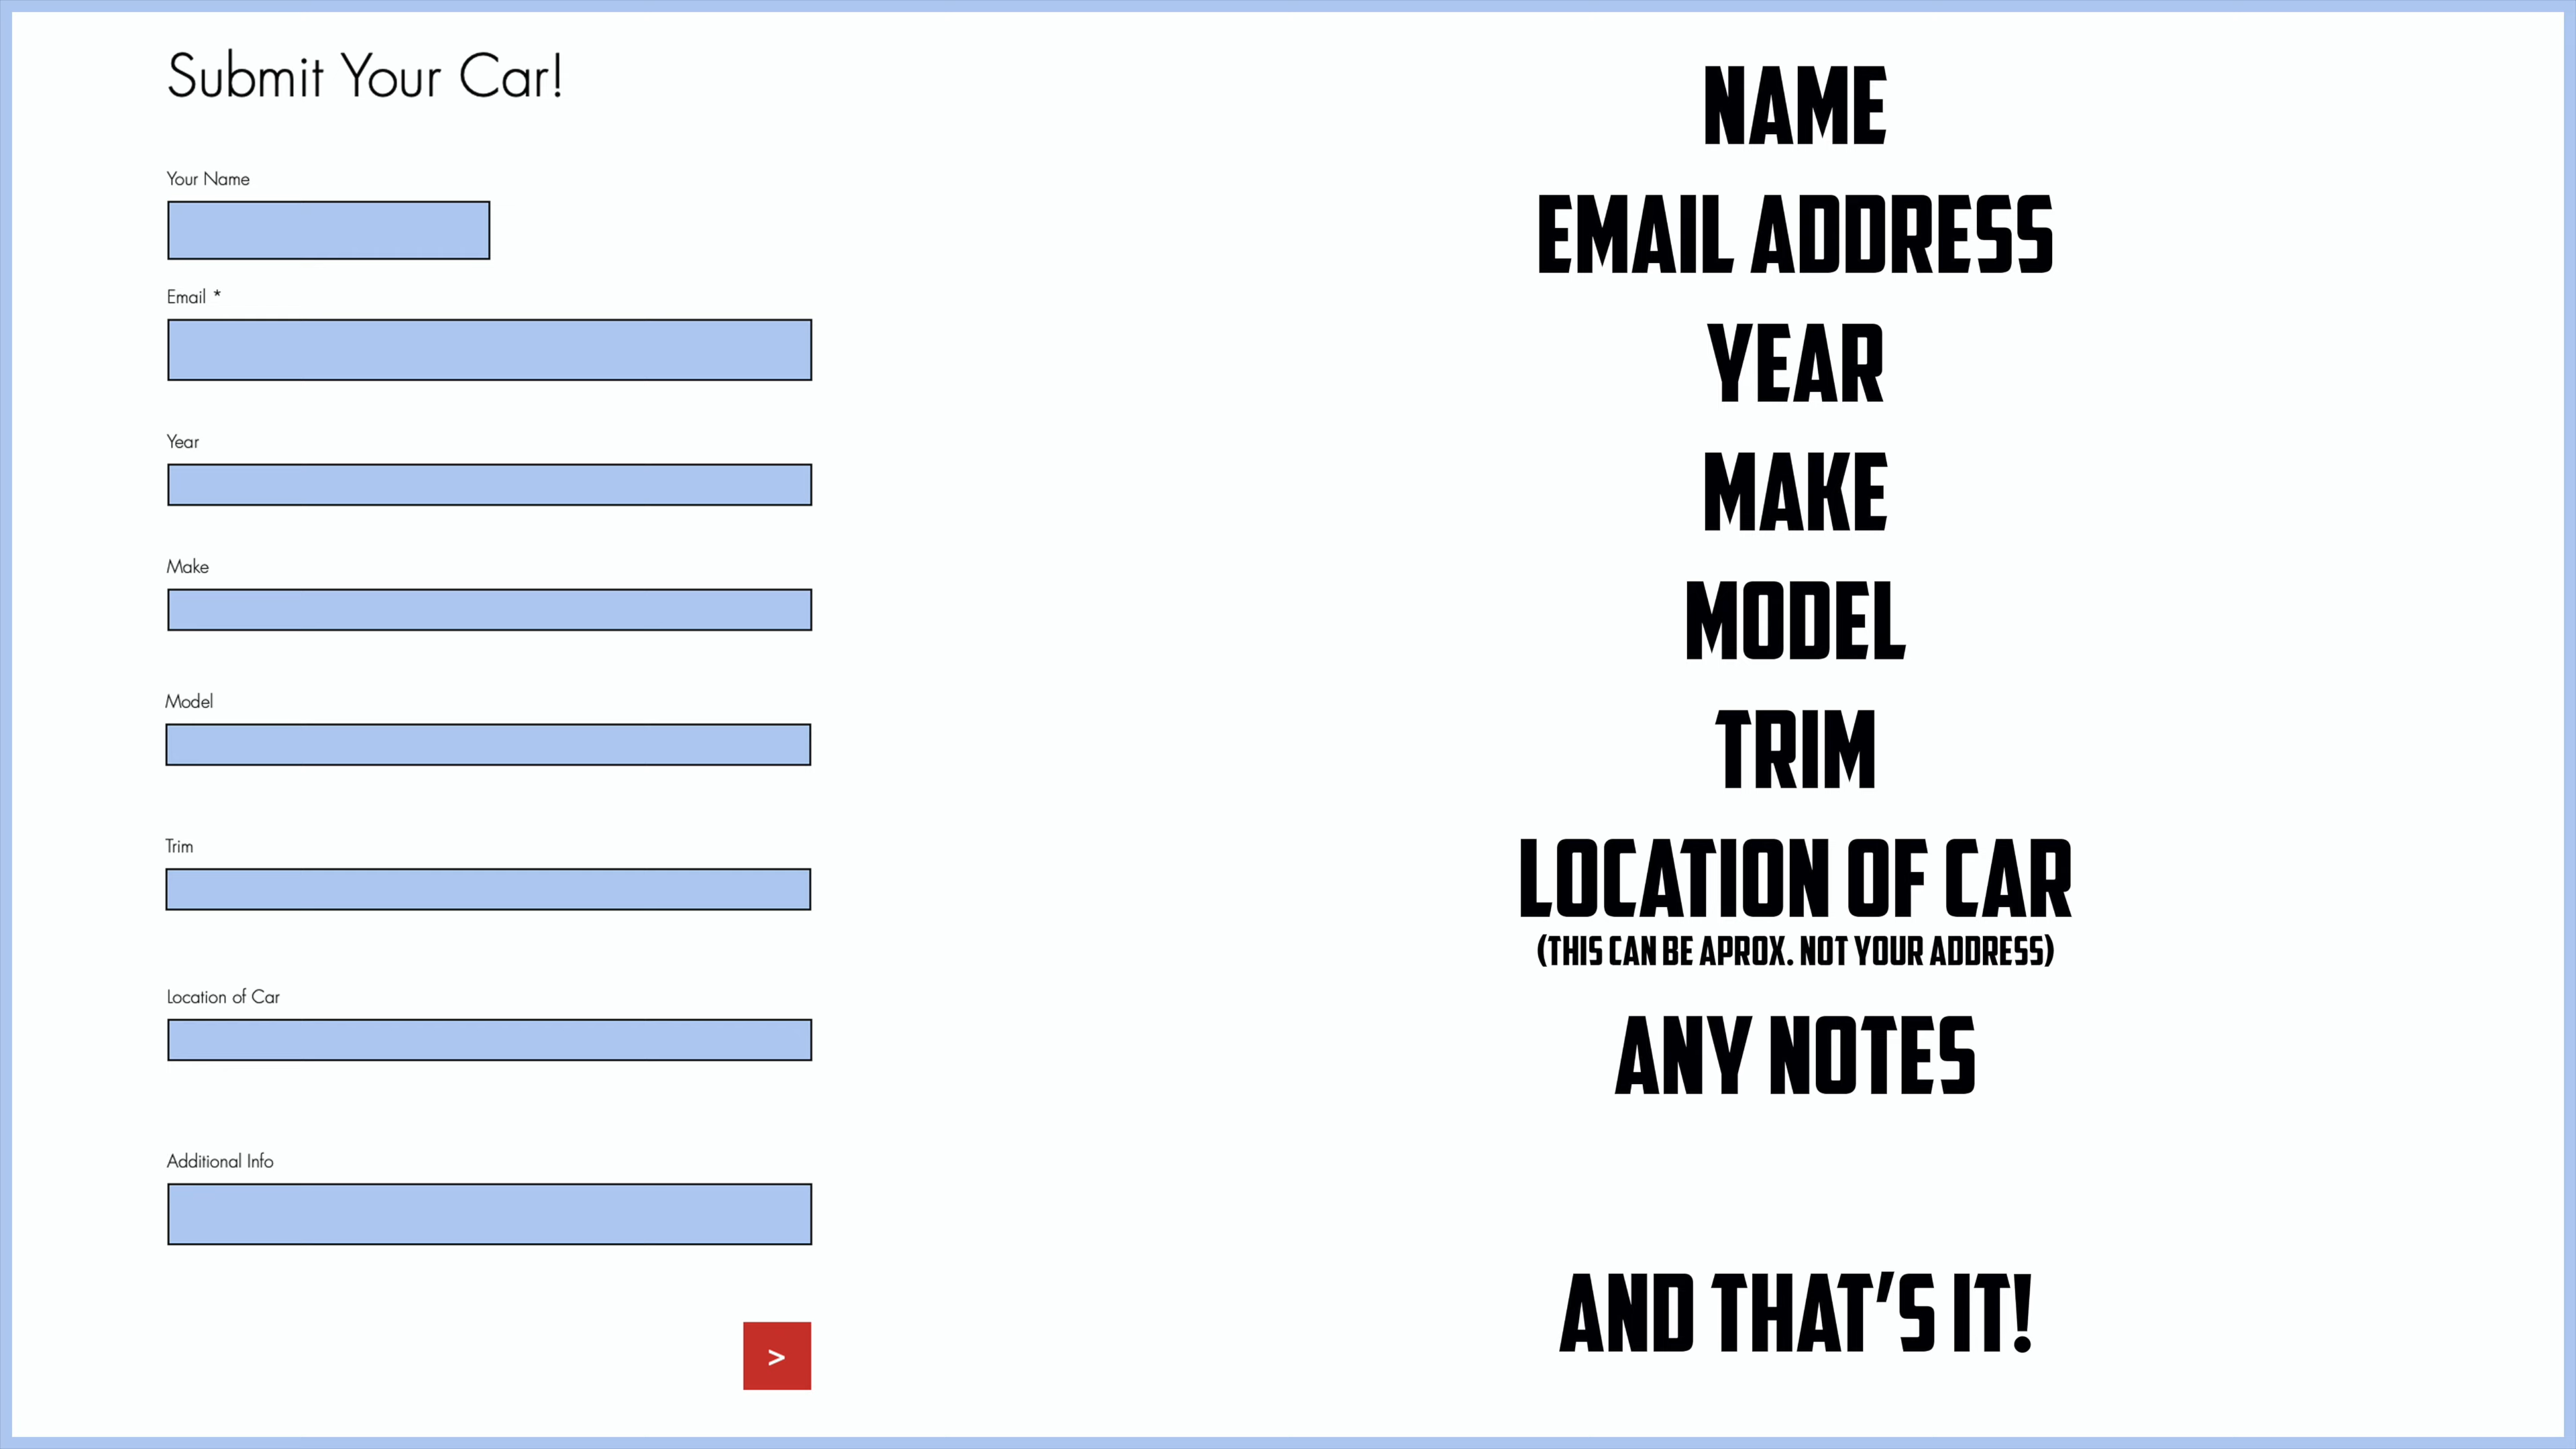 Submit Your Car!
Your Name
Email *
Year
Make
Model
Trim
Location of Car
Additional Info
>
NAME
EMAIL ADDRESS
YEAR
MAKE
MODEL
TRIM
LOCATION OF CAR
(THIS CAN BE APROX. NOT YOUR ADDRESS)
ANY NOTES
AND THAT'S IT!